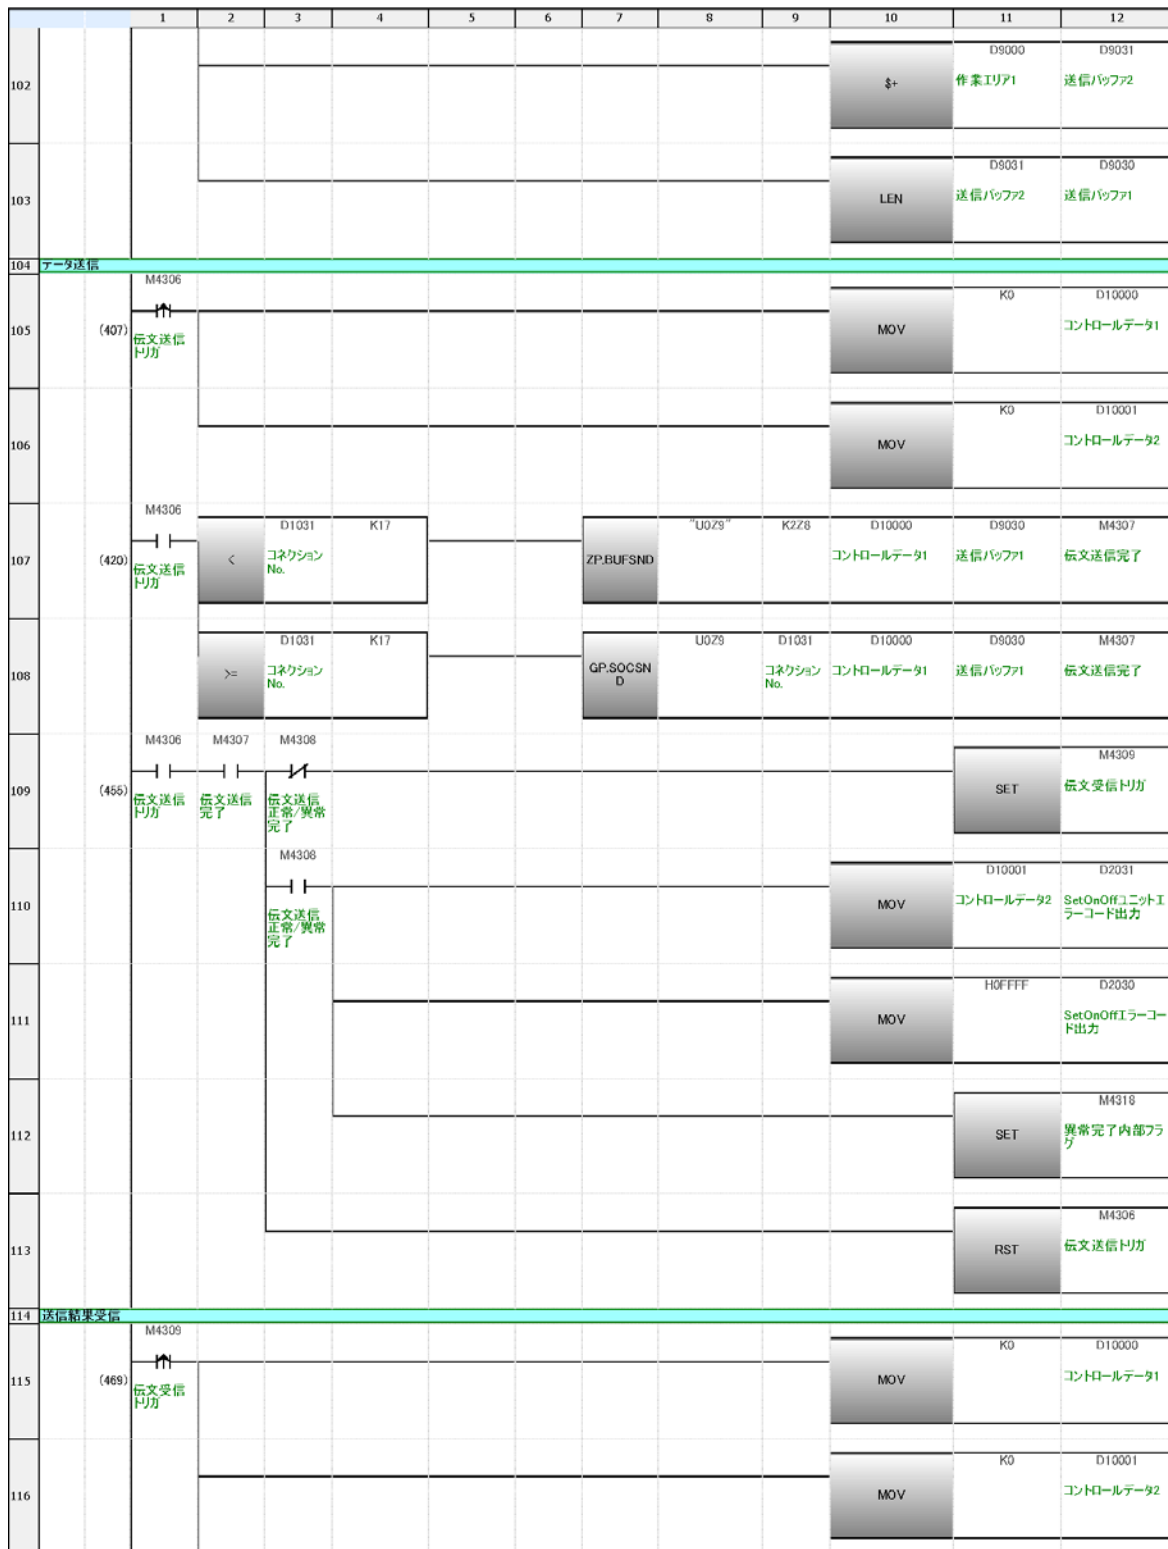 1 2 3 4 5 6 7 8 9 10 11 12
102 $+ D9000 D9031
作業エリア1 送信バッファ2
103 LEN D9031 D9030
送信バッファ2 送信バッファ1
104 データ送信
M4306
105 (407) MOV K0 D10000
伝文送信
トリガ
コントロールデータ1
106 MOV K0 D10001
コントロールデータ2
M4306
107 (420) < D1031 K17 ZP.BUFSND "U0Z9" K2Z8 D10000 D9030 M4307
伝文送信
トリガ
コネクション
No.
コントロールデータ1 送信バッファ1 伝文送信完了
108 >= D1031 K17 GP.SOCSN
D
U0Z9 D1031 D10000 D9030 M4307
コネクション
No.
コネクション
No.
コントロールデータ1 送信バッファ1 伝文送信完了
M4306 M4307 M4308
109 (455) SET M4309
伝文送信
トリガ
伝文送信
完了
伝文送信
正常/異常
完了
伝文受信トリガ
M4308
110 MOV D10001 D2031
伝文送信
正常/異常
完了
コントロールデータ2 SetOnOffユニットエ
ラーコード出力
111 MOV H0FFFF D2030
SetOnOffエラーコー
ド出力
112 SET M4318
異常完了内部フラ
グ
113 RST M4306
伝文送信トリガ
114 送信結果受信
M4309
115 (469) MOV K0 D10000
伝文受信
トリガ
コントロールデータ1
116 MOV K0 D10001
コントロールデータ2